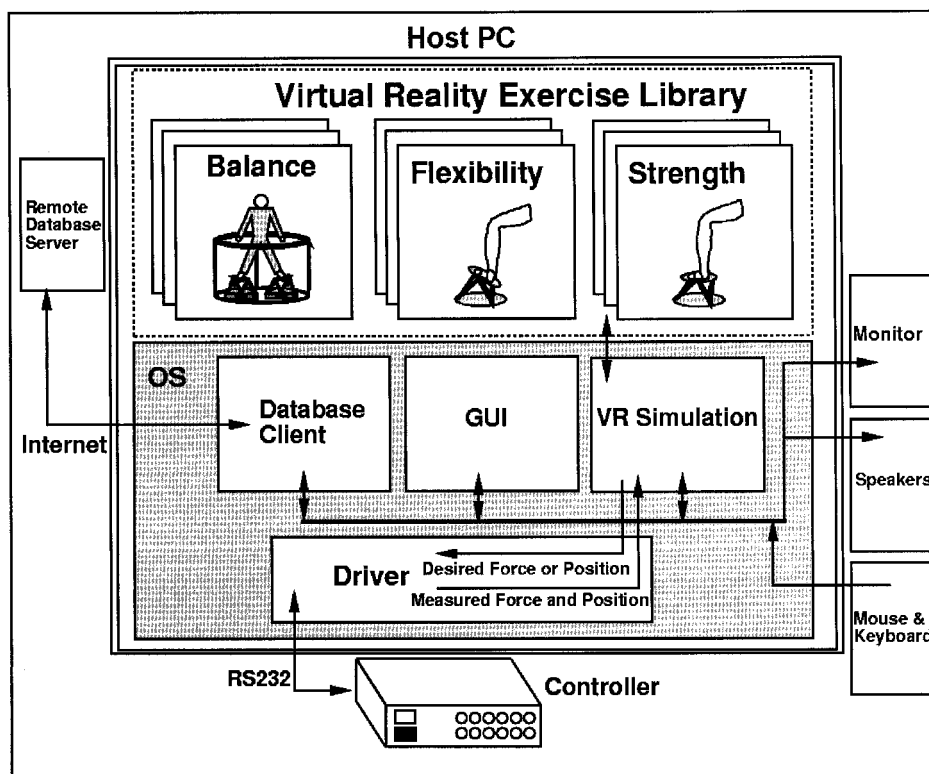 Host PC
Virtual Reality Exercise Library
Balance
Flexibility
Strength
Remote
Database
Server
Monitor
OS
Database
Client
GUI
VR Simulation
Internet
Speakers
Driver
Desired Force or Position
Measured Force and Position
Mouse &
Keyboard
RS232
Controller